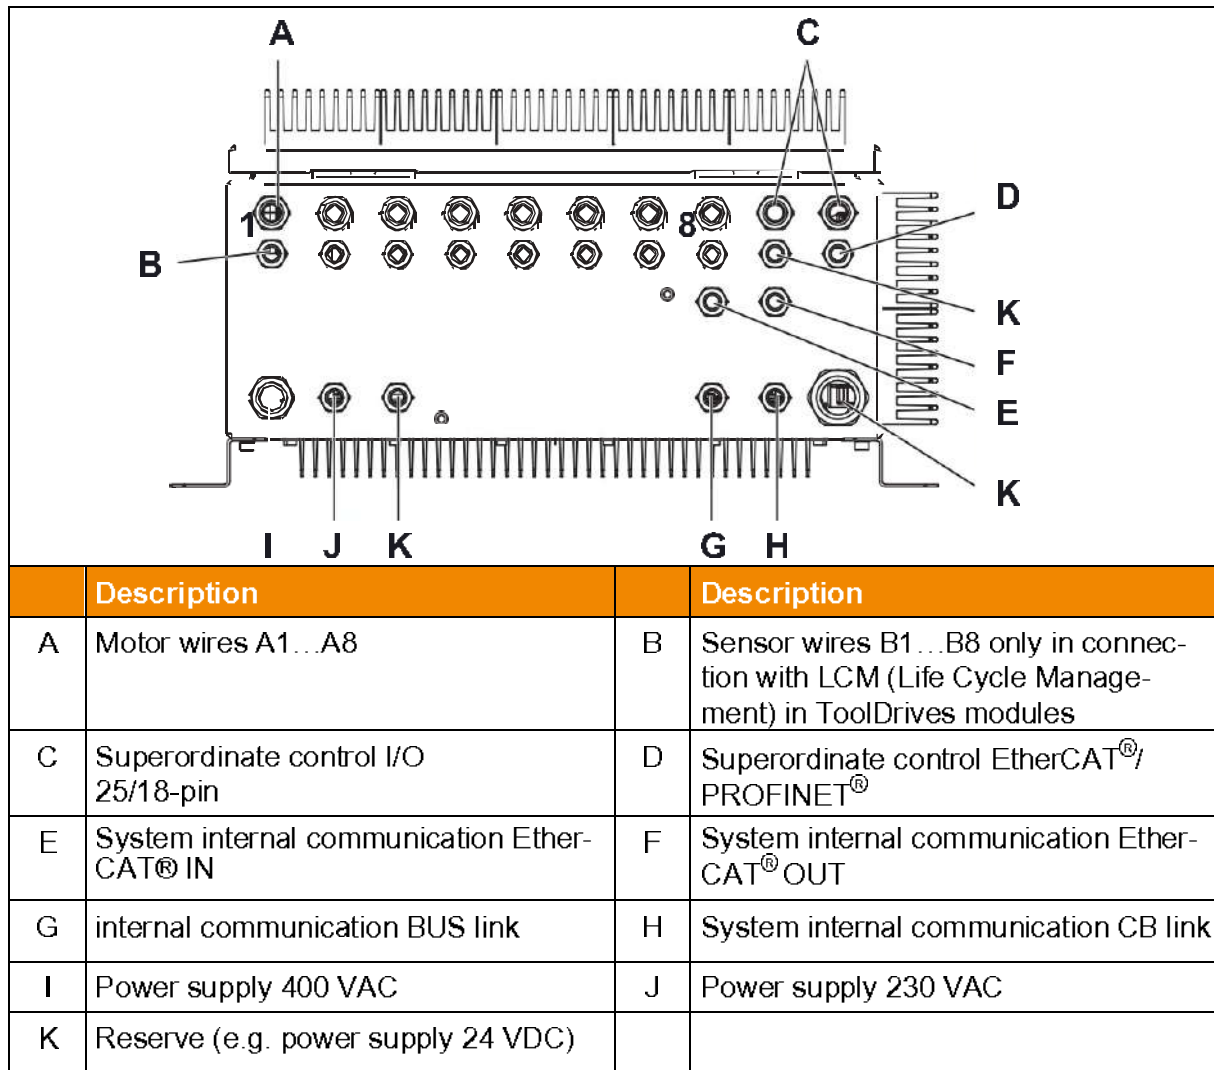 A C
D
1 8
B
K
F
E
K
I J K G H
Description Description
A Motor wires A1…A8 B Sensor wires B1…B8 only in connec-
tion with LCM (Life Cycle Manage-
ment) in ToolDrives modules
C Superordinate control I/O
25/18-pin
D Superordinate control EtherCAT®/
PROFINET®
E System internal communication Ether-
CAT® IN
F System internal communication Ether-
CAT® OUT
G internal communication BUS link H System internal communication CB link
I Power supply 400 VAC J Power supply 230 VAC
K Reserve (e.g. power supply 24 VDC)